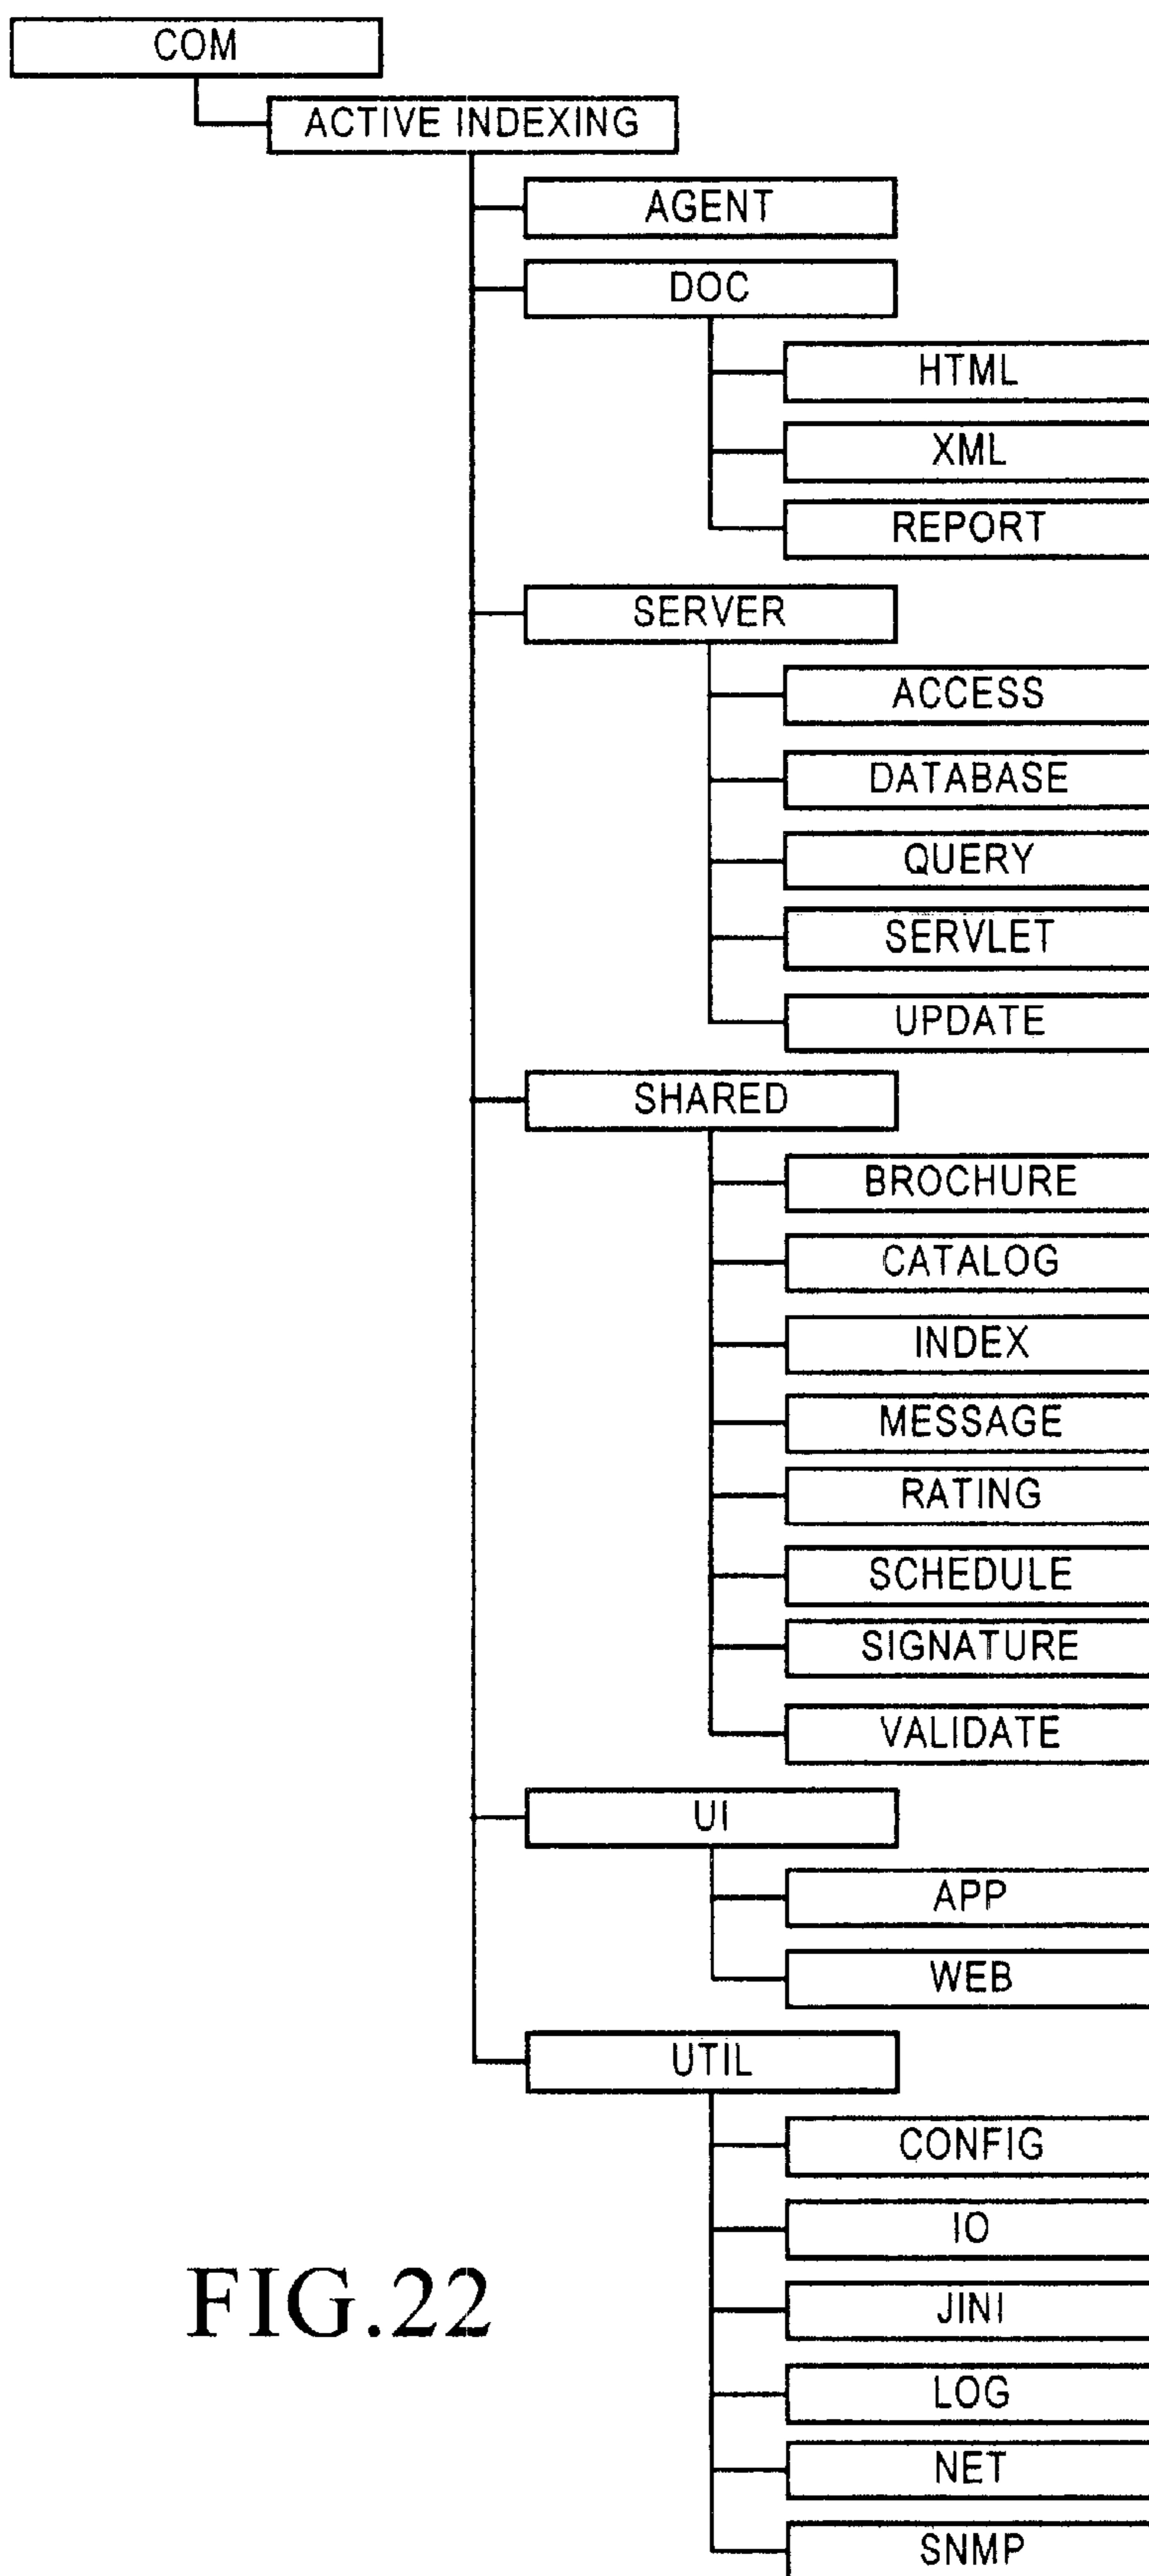 COM
ACTIVE INDEXING
AGENT
DOC
HTML
XML
REPORT
SERVER
ACCESS
DATABASE
QUERY
SERVLET
UPDATE
SHARED
BROCHURE
CATALOG
INDEX
MESSAGE
RATING
SCHEDULE
SIGNATURE
VALIDATE
UI
APP
WEB
UTIL
CONFIG
IO
JINI
LOG
NET
SNMP
FIG.22